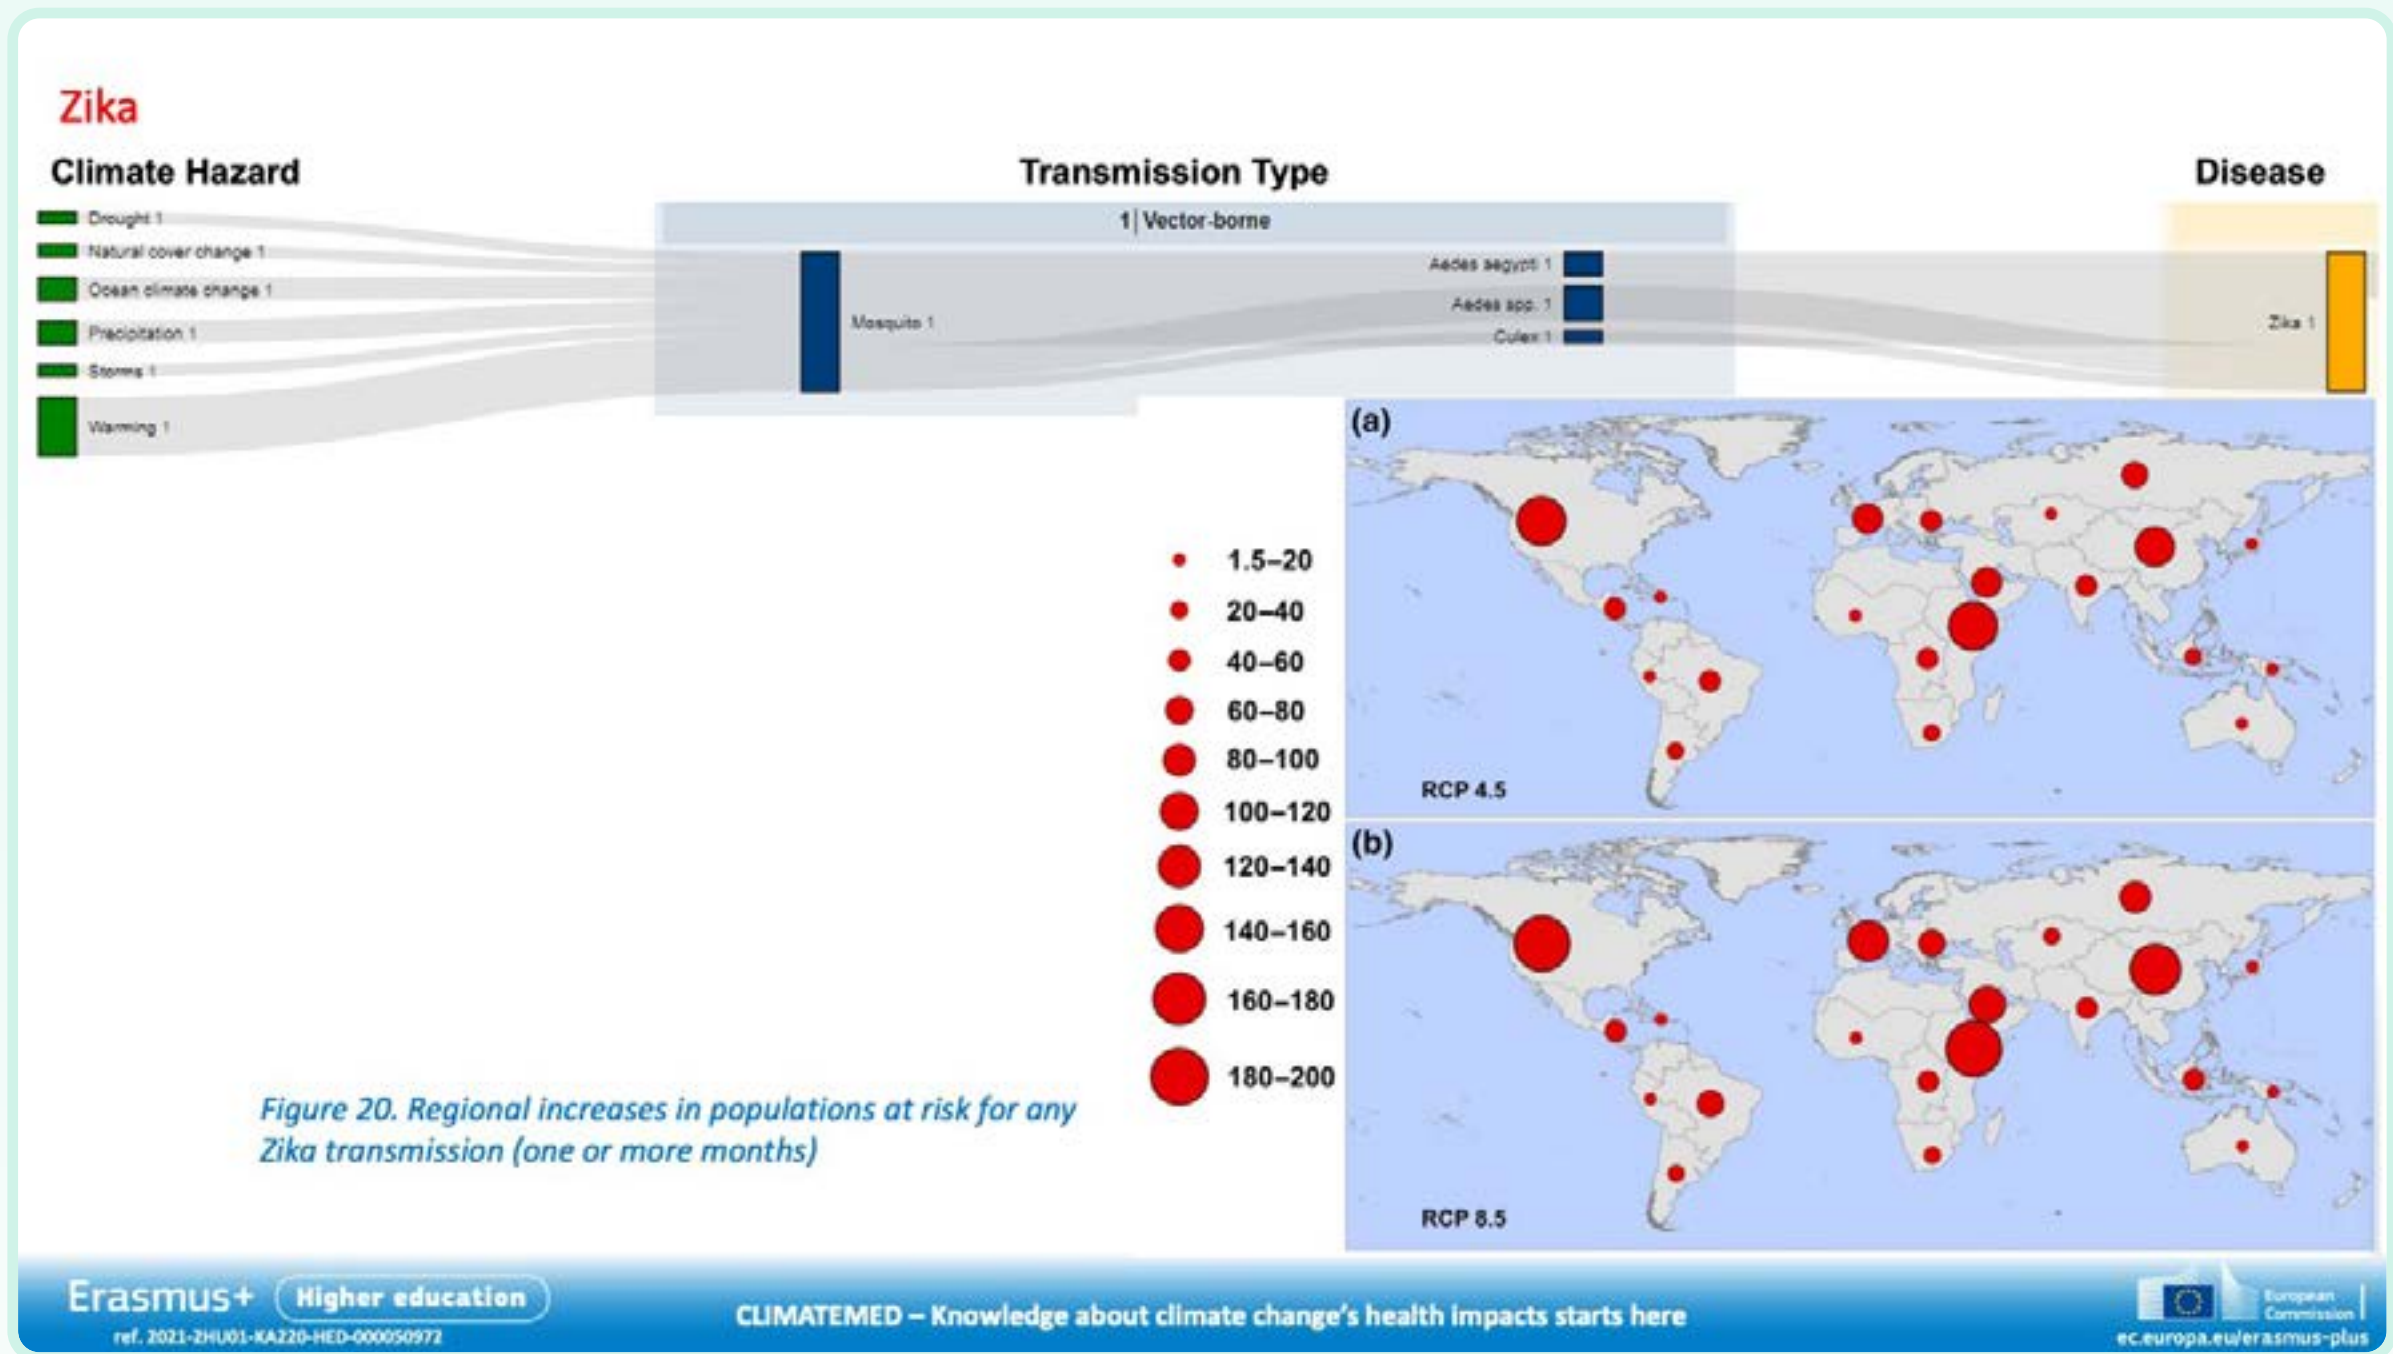 Zika
Climate Hazard
Transmission Type
Disease
Drought 1
Natural cover change 1
Ocean climate change 1
Precipitation 1
Storms 1
Warming 1
1| Vector-borne
Mosquito 1
Aedes aegypti 1
Aedes spp. 1
Culex 1
Zika 1
1.5–20
20–40
40–60
60–80
80–100
100–120
120–140
140–160
160–180
180–200
(a)
RCP 4.5
(b)
RCP 8.5
Figure 20. Regional increases in populations at risk for any
Zika transmission (one or more months)
Erasmus+ Higher education
ref. 2021-2HU01-KA220-HED-000050972
CLIMATEMED – Knowledge about climate change's health impacts starts here
European
Commission
ec.europa.eu/erasmus-plus